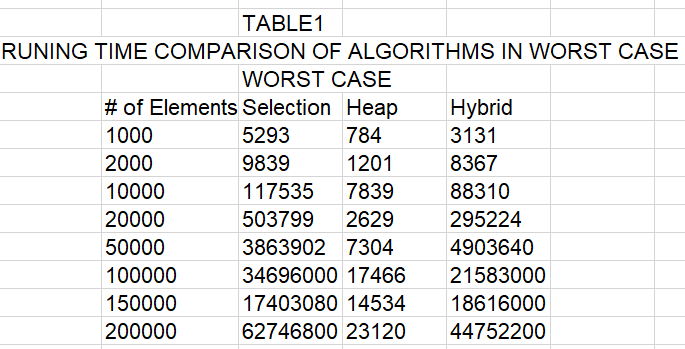 TABLE1
RUNING TIME COMPARISON OF ALGORITHMS IN WORST CASE
WORST CASE
# of Elements Selection Heap Hybrid
1000 5293 784 3131
2000 9839 1201 8367
10000 117535 7839 88310
20000 503799 2629 295224
50000 3863902 7304 4903640
100000 34696000 17466 21583000
150000 17403080 14534 18616000
200000 62746800 23120 44752200